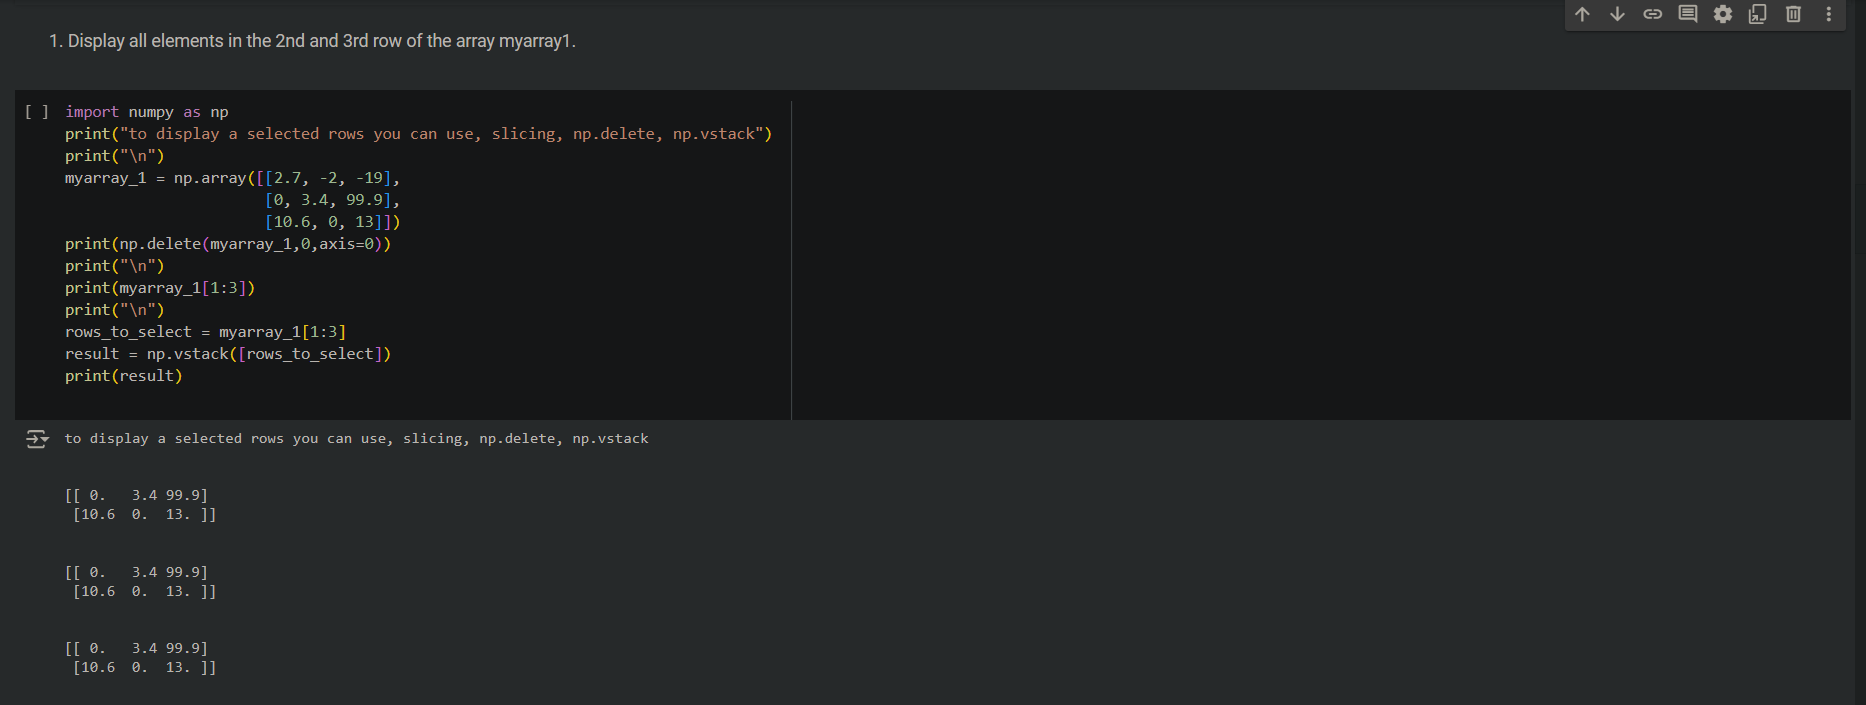 1. Display all elements in the 2nd and 3rd row of the array myarray1.
[ ] import numpy as np
print("to display a selected rows you can use, slicing, np.delete, np.vstack")
print("\n")
myarray_1 = np.array([[2.7, -2, -19],
                      [0, 3.4, 99.9],
                      [10.6, 0, 13]])
print(np.delete(myarray_1,0,axis=0))
print("\n")
print(myarray_1[1:3])
print("\n")
rows_to_select = myarray_1[1:3]
result = np.vstack([rows_to_select])
print(result)
to display a selected rows you can use, slicing, np.delete, np.vstack
[[ 0.   3.4 99.9]
 [10.6  0.  13. ]]
[[ 0.   3.4 99.9]
 [10.6  0.  13. ]]
[[ 0.   3.4 99.9]
 [10.6  0.  13. ]]